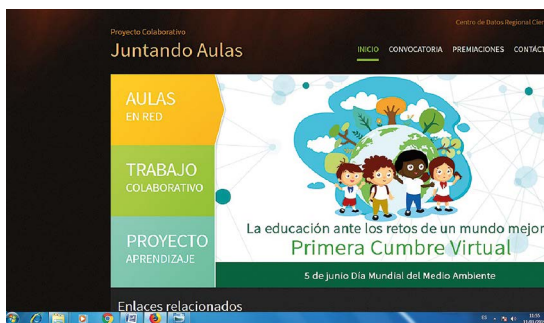 Centro de Datos Regional
Proyecto Colaborativo
Juntando Aulas
INICIO CONVOCATORIA PREMIACIONES
AULAS
EN RED
TRABAJO
COLABORATIVO
PROYECTO
APRENDIZAJE
La educación ante los retos de un mundo mejor
Primera Cumbre Virtual
5 de junio Día Mundial del Medio Ambiente
Enlaces relacionados
ES